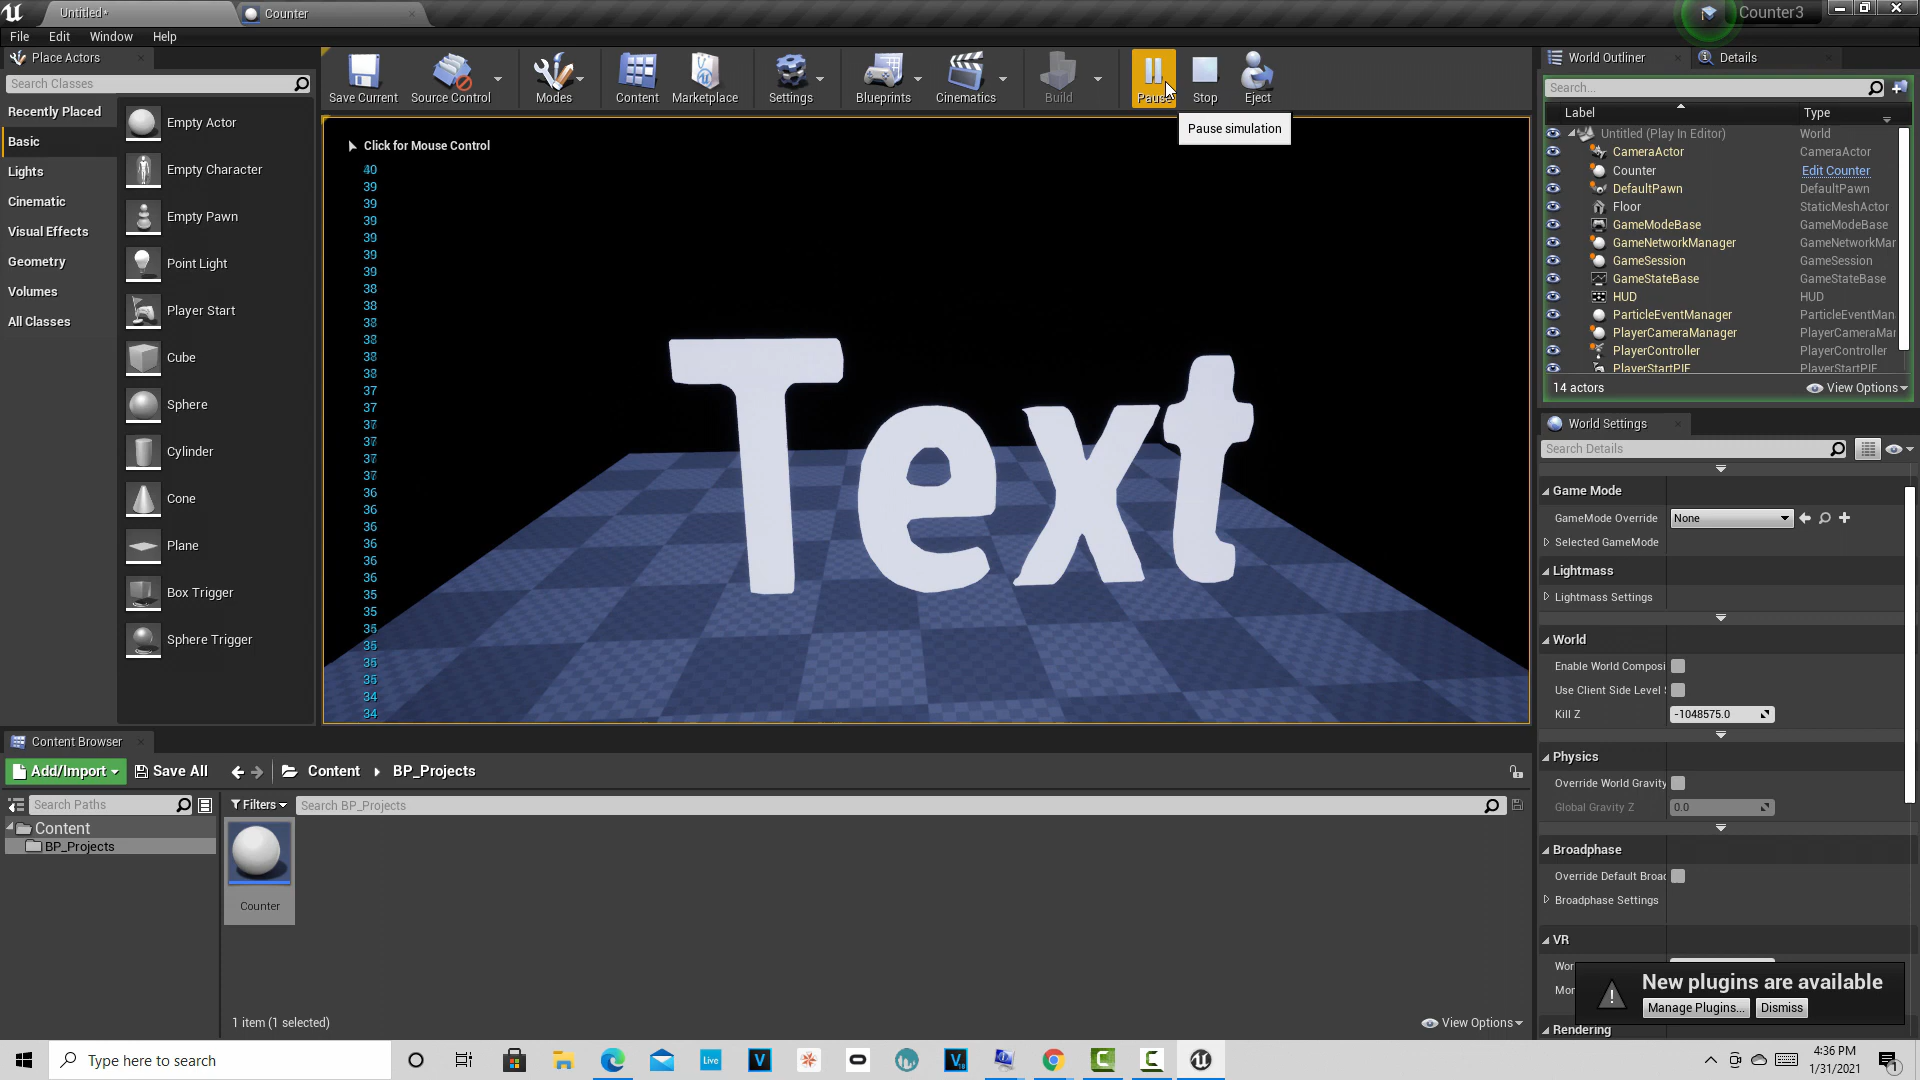 Untitled*
Counter
Counter3
File Edit Window Help
Place Actors
Search Classes
Recently Placed
Basic
Lights
Cinematic
Visual Effects
Geometry
Volumes
All Classes
Empty Actor
Empty Character
Empty Pawn
Point Light
Player Start
Cube
Sphere
Cylinder
Cone
Plane
Box Trigger
Sphere Trigger
Save Current
Source Control
Modes
Content
Marketplace
Settings
Blueprints
Cinematics
Build
Pause
Stop
Eject
Pause simulation
Click for Mouse Control
40
39
39
39
39
39
39
38
38
38
38
38
38
37
37
37
37
37
37
36
36
36
36
36
36
35
35
35
35
35
35
34
34
Text
World Outliner
Details
Search...
Label Type
Untitled (Play In Editor) World
CameraActor CameraActor
Counter Edit Counter
DefaultPawn DefaultPawn
Floor StaticMeshActor
GameModeBase GameModeBase
GameNetworkManager GameNetworkMar
GameSession GameSession
GameStateBase GameStateBase
HUD HUD
ParticleEventManager ParticleEventMan
PlayerCameraManager PlayerCameraMar
PlayerController PlayerController
PlayerStartPIE PlayerStartPIE
14 actors
View Options
World Settings
Search Details
Game Mode
GameMode Override None
Selected GameMode
Lightmass
Lightmass Settings
World
Enable World Composi
Use Client Side Level
Kill Z -1048575.0
Physics
Override World Gravity
Global Gravity Z 0.0
Broadphase
Override Default Broad
Broadphase Settings
VR
Wor
Mon
Rendering
New plugins are available
Manage Plugins... Dismiss
Content Browser
Add/Import Save All Content BP_Projects
Search Paths
Filters Search BP_Projects
Content
BP_Projects
Counter
1 item (1 selected)
View Options
Type here to search
Live
V
V
4:36 PM
1/31/2021
1